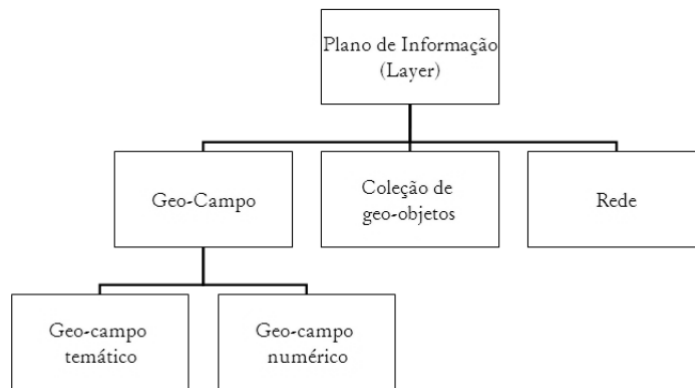 Plano de Informação
(Layer)
Geo-Campo
Coleção de
geo-objetos
Rede
Geo-campo
temático
Geo-campo
numérico